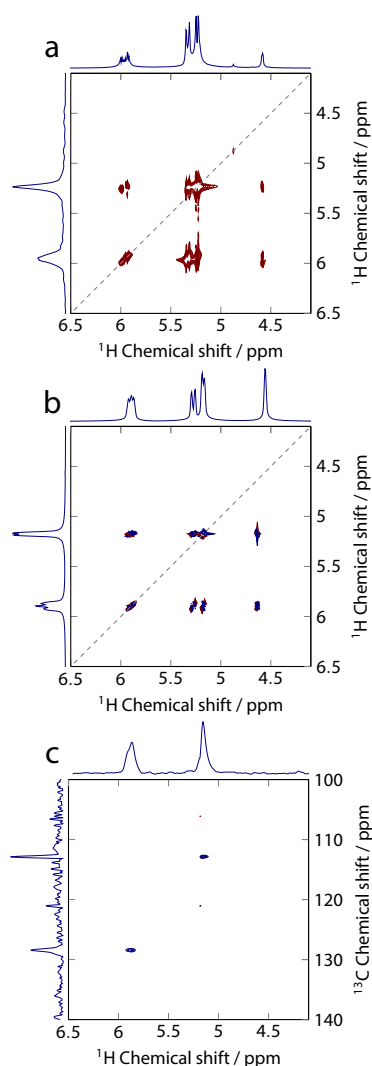 a
4.5
5
5.5
6
6.5
¹H Chemical shift / ppm
6.5 6 5.5 5 4.5
¹H Chemical shift / ppm
b
4.5
5
5.5
6
6.5
¹H Chemical shift / ppm
6.5 6 5.5 5 4.5
¹H Chemical shift / ppm
c
100
110
120
130
140
¹³C Chemical shift / ppm
6.5 6 5.5 5 4.5
¹H Chemical shift / ppm